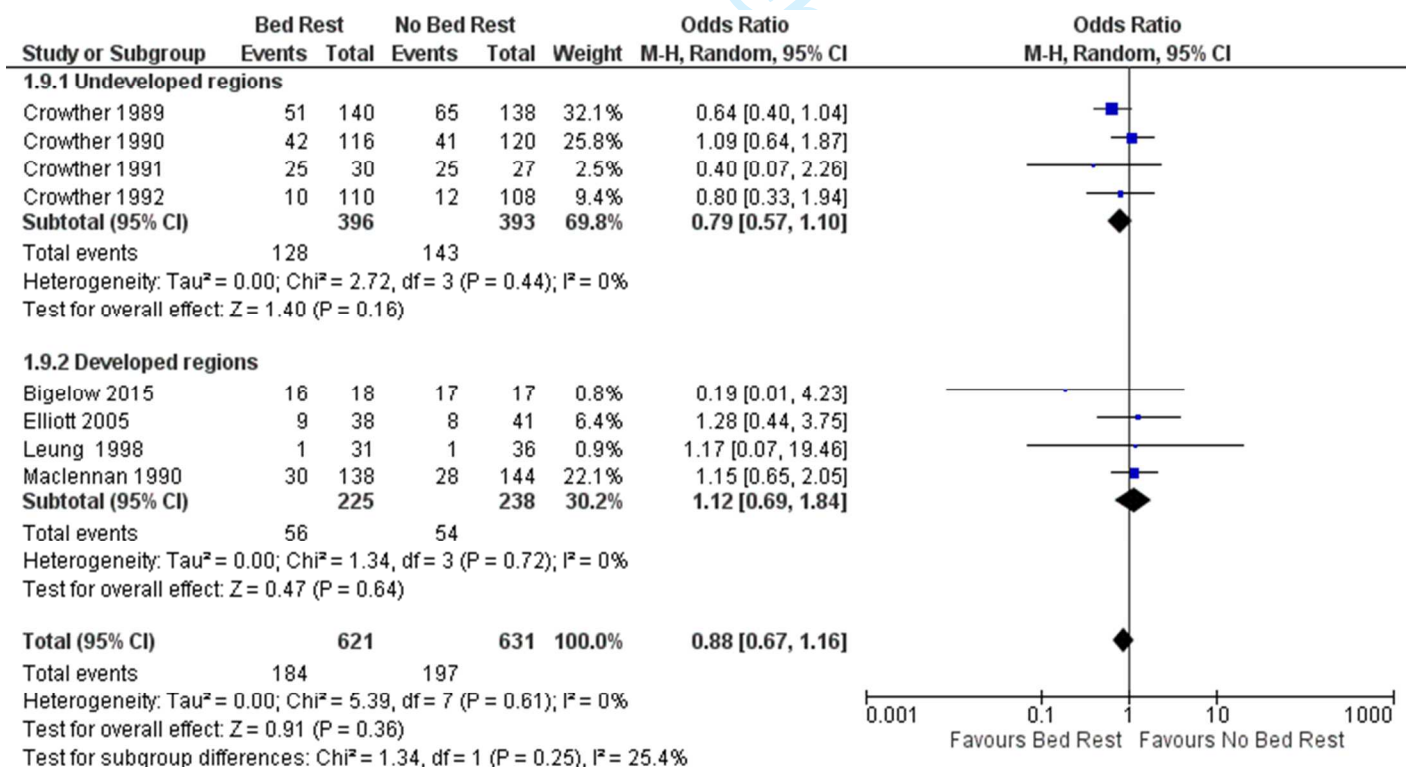 Bed Rest No Bed Rest Odds Ratio Odds Ratio
Study or Subgroup Events Total Events Total Weight M-H, Random, 95% CI M-H, Random, 95% CI
1.9.1 Undeveloped regions
Crowther 1989 51 140 65 138 32.1% 0.64 [0.40, 1.04]
Crowther 1990 42 116 41 120 25.8% 1.09 [0.64, 1.87]
Crowther 1991 25 30 25 27 2.5% 0.40 [0.07, 2.26]
Crowther 1992 10 110 12 108 9.4% 0.80 [0.33, 1.94]
Subtotal (95% CI) 396 393 69.8% 0.79 [0.57, 1.10]
Total events 128 143
Heterogeneity: Tau² = 0.00; Chi² = 2.72, df = 3 (P = 0.44); I² = 0%
Test for overall effect: Z = 1.40 (P = 0.16)
1.9.2 Developed regions
Bigelow 2015 16 18 17 17 0.8% 0.19 [0.01, 4.23]
Elliott 2005 9 38 8 41 6.4% 1.28 [0.44, 3.75]
Leung 1998 1 31 1 36 0.9% 1.17 [0.07, 19.46]
Maclennan 1990 30 138 28 144 22.1% 1.15 [0.65, 2.05]
Subtotal (95% CI) 225 238 30.2% 1.12 [0.69, 1.84]
Total events 56 54
Heterogeneity: Tau² = 0.00; Chi² = 1.34, df = 3 (P = 0.72); I² = 0%
Test for overall effect: Z = 0.47 (P = 0.64)
Total (95% CI) 621 631 100.0% 0.88 [0.67, 1.16]
Total events 184 197
Heterogeneity: Tau² = 0.00; Chi² = 5.39, df = 7 (P = 0.61); I² = 0%
Test for overall effect: Z = 0.91 (P = 0.36)
Test for subgroup differences: Chi² = 1.34, df = 1 (P = 0.25), I² = 25.4%
0.001 0.1 1 10 1000
Favours Bed Rest Favours No Bed Rest